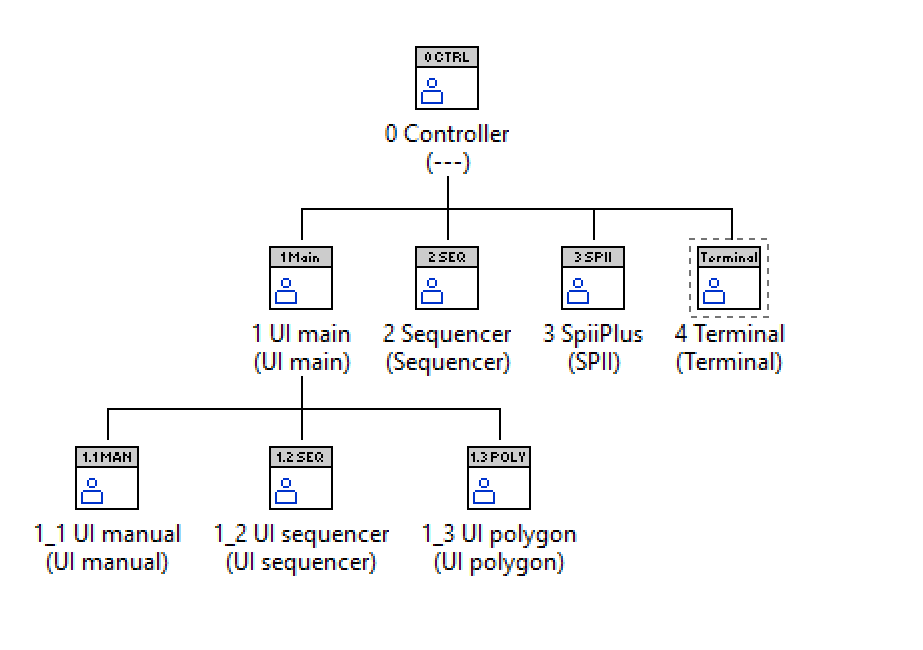 0 CTRL
0 Controller
(---)
1 Main
2 SEQ
3 SPII
Terminal
1 UI main
2 Sequencer
3 SpiiPlus
4 Terminal
(UI main)
(Sequencer)
(SPII)
(Terminal)
1.1 MAN
1.2 SEQ
1.3 POLY
1_1 UI manual
1_2 UI sequencer
1_3 UI polygon
(UI manual)
(UI sequencer)
(UI polygon)